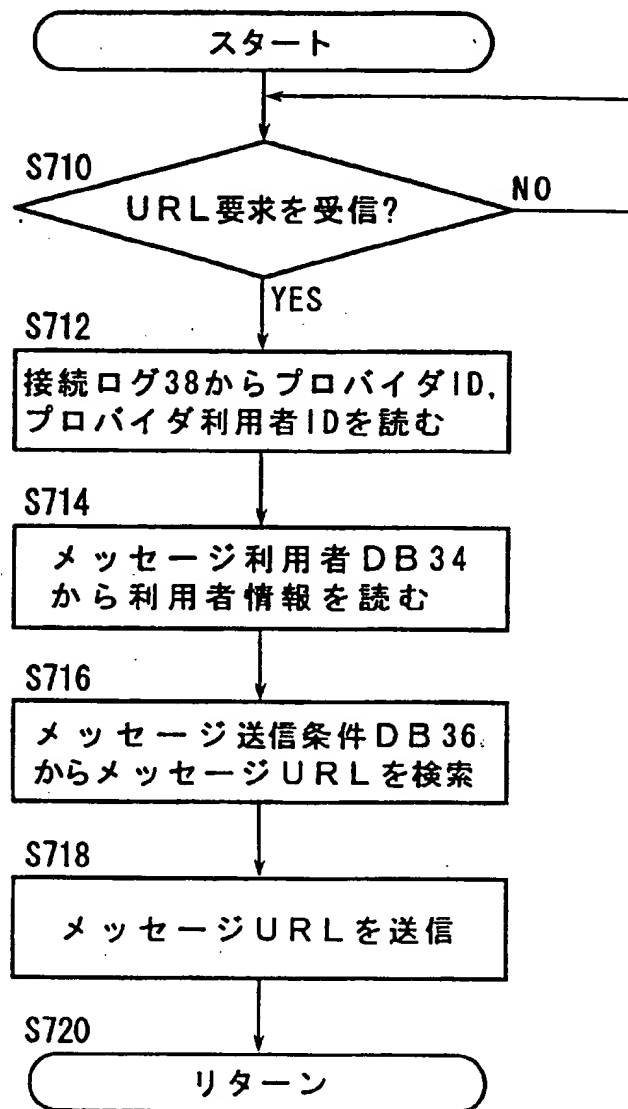 スタート
S710
URL要求を受信?
NO
YES
S712
接続ログ38からプロバイダID,
プロバイダ利用者IDを読む
S714
メッセージ利用者DB34
から利用者情報を読む
S716
メッセージ送信条件DB36
からメッセージURLを検索
S718
メッセージURLを送信
S720
リターン